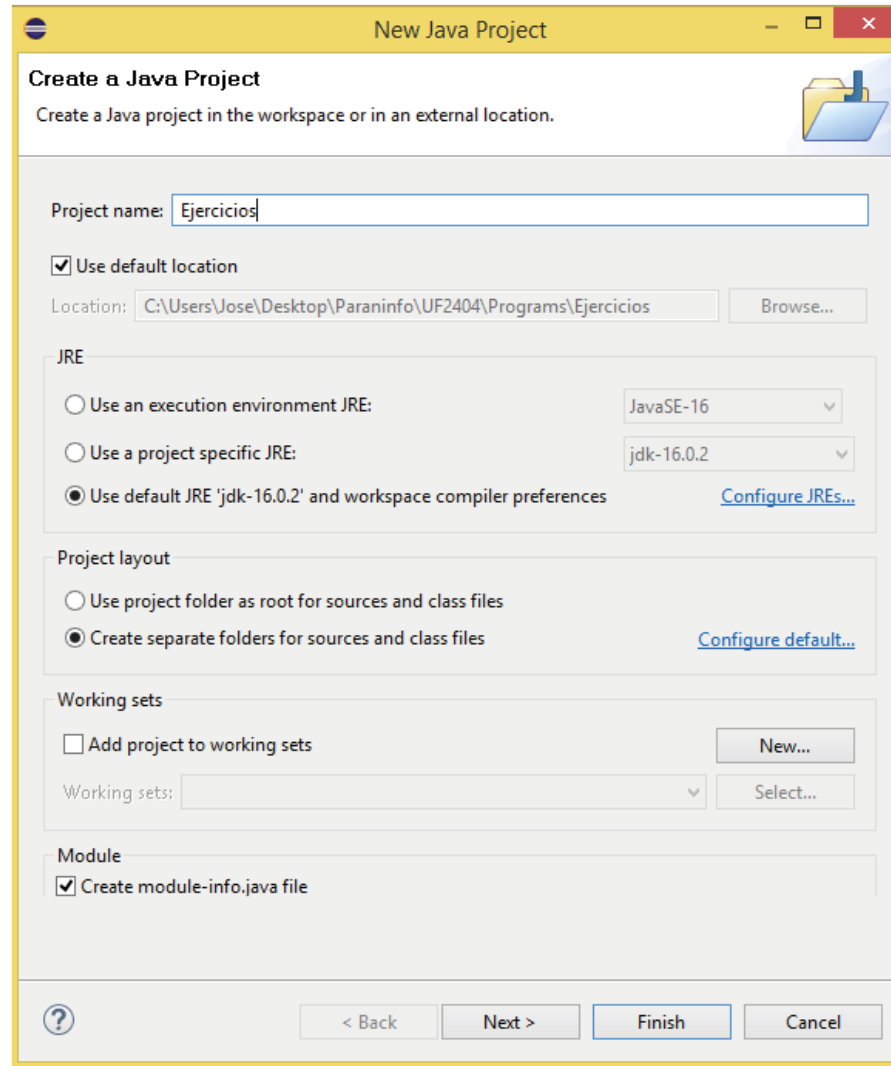 New Java Project
Create a Java Project
Create a Java project in the workspace or in an external location.
Project name: Ejercicios
Use default location
Location: C:\Users\Jose\Desktop\Paraninfo\UF2404\Programs\Ejercicios Browse...
JRE
Use an execution environment JRE: JavaSE-16
Use a project specific JRE: jdk-16.0.2
Use default JRE 'jdk-16.0.2' and workspace compiler preferences Configure JREs...
Project layout
Use project folder as root for sources and class files
Create separate folders for sources and class files Configure default...
Working sets
Add project to working sets New...
Working sets: Select...
Module
Create module-info.java file
? < Back Next > Finish Cancel